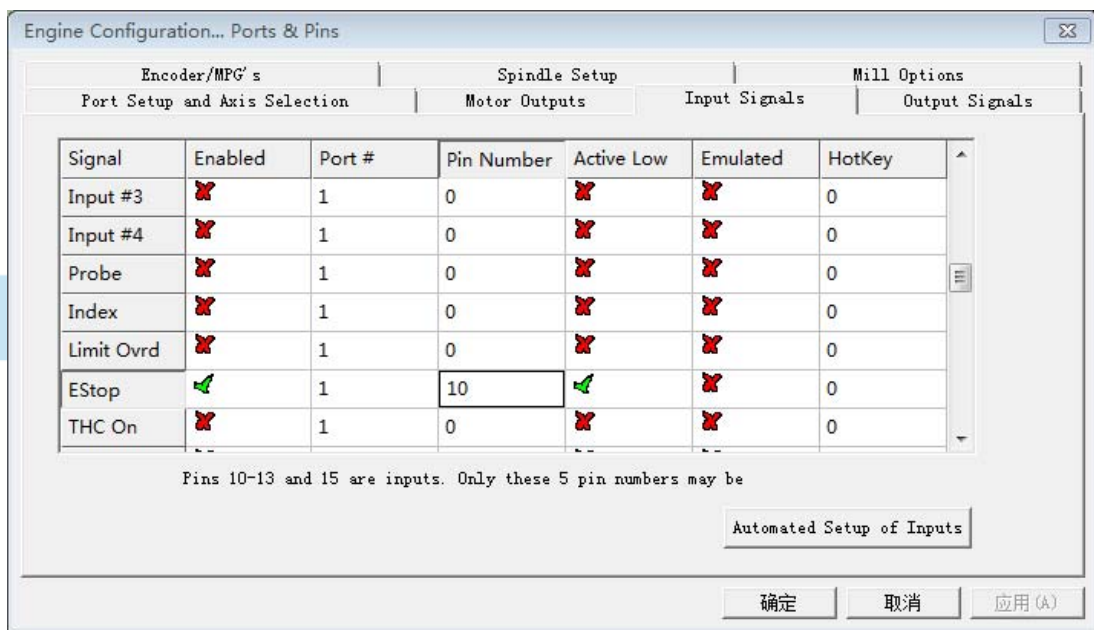 Engine Configuration... Ports & Pins
Encoder/MPG's Spindle Setup Mill Options
Port Setup and Axis Selection Motor Outputs Input Signals Output Signals
Signal Enabled Port # Pin Number Active Low Emulated HotKey
Input #3 1 0 0
Input #4 1 0 0
Probe 1 0 0
Index 1 0 0
Limit Ovrd 1 0 0
EStop 1 10 0
THC On 1 0 0
Pins 10-13 and 15 are inputs. Only these 5 pin numbers may be
Automated Setup of Inputs
确定 取消 应用(A)